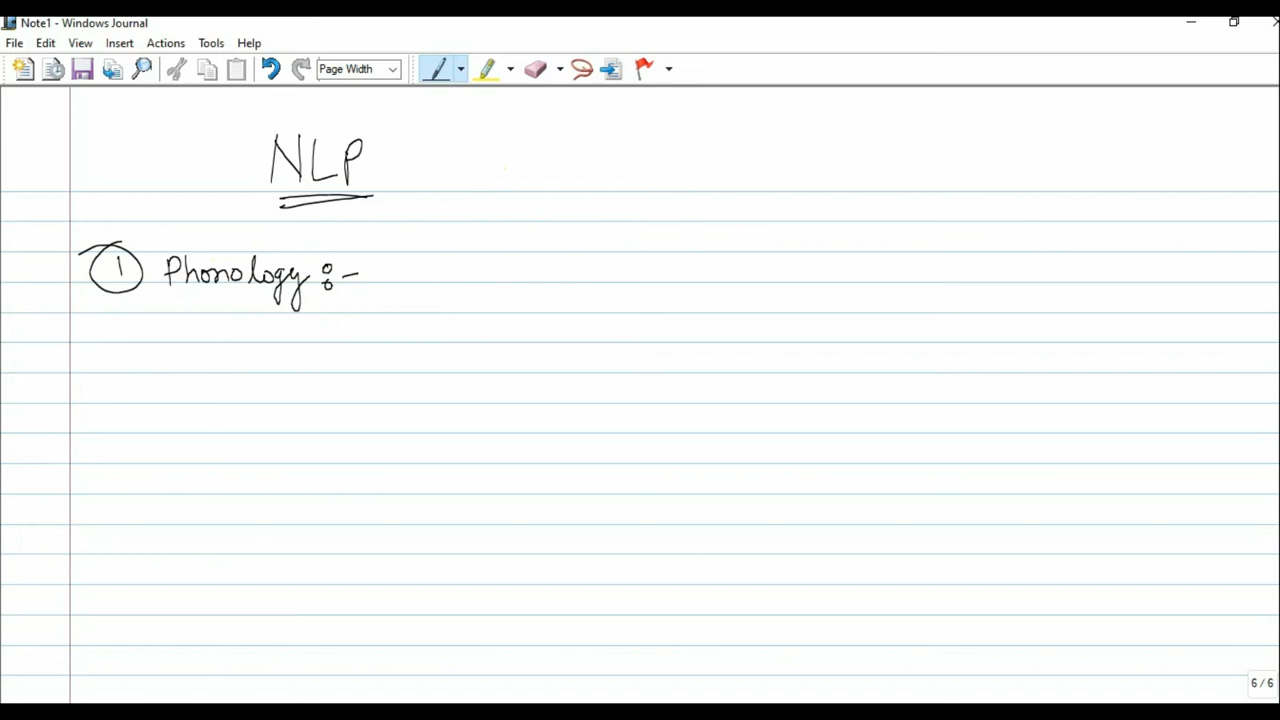 Note1 - Windows Journal
File Edit View Insert Actions Tools Help
Page Width
NLP
1 Phonology :-
6 / 6